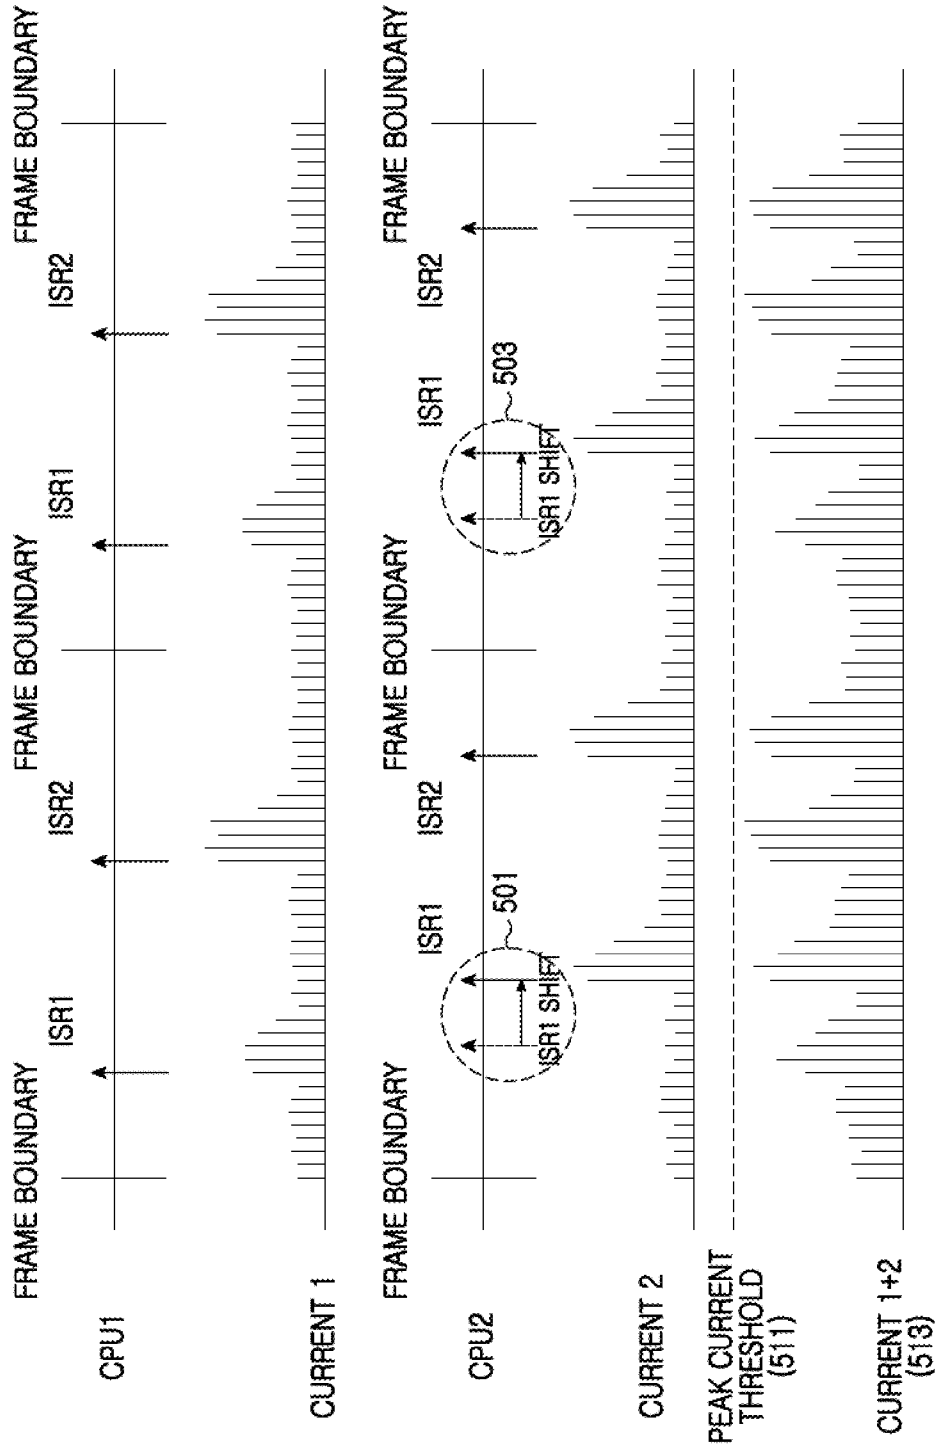 FRAME BOUNDARY
FRAME BOUNDARY
FRAME BOUNDARY
ISR1
ISR2
ISR1
ISR2
CPU1
CURRENT 1
FRAME BOUNDARY
FRAME BOUNDARY
FRAME BOUNDARY
ISR1
ISR2
ISR1
ISR2
CPU2
501
503
ISR1 SHIFT
ISR1 SHIFT
CURRENT 2
PEAK CURRENT
THRESHOLD
(511)
CURRENT 1+2
(513)